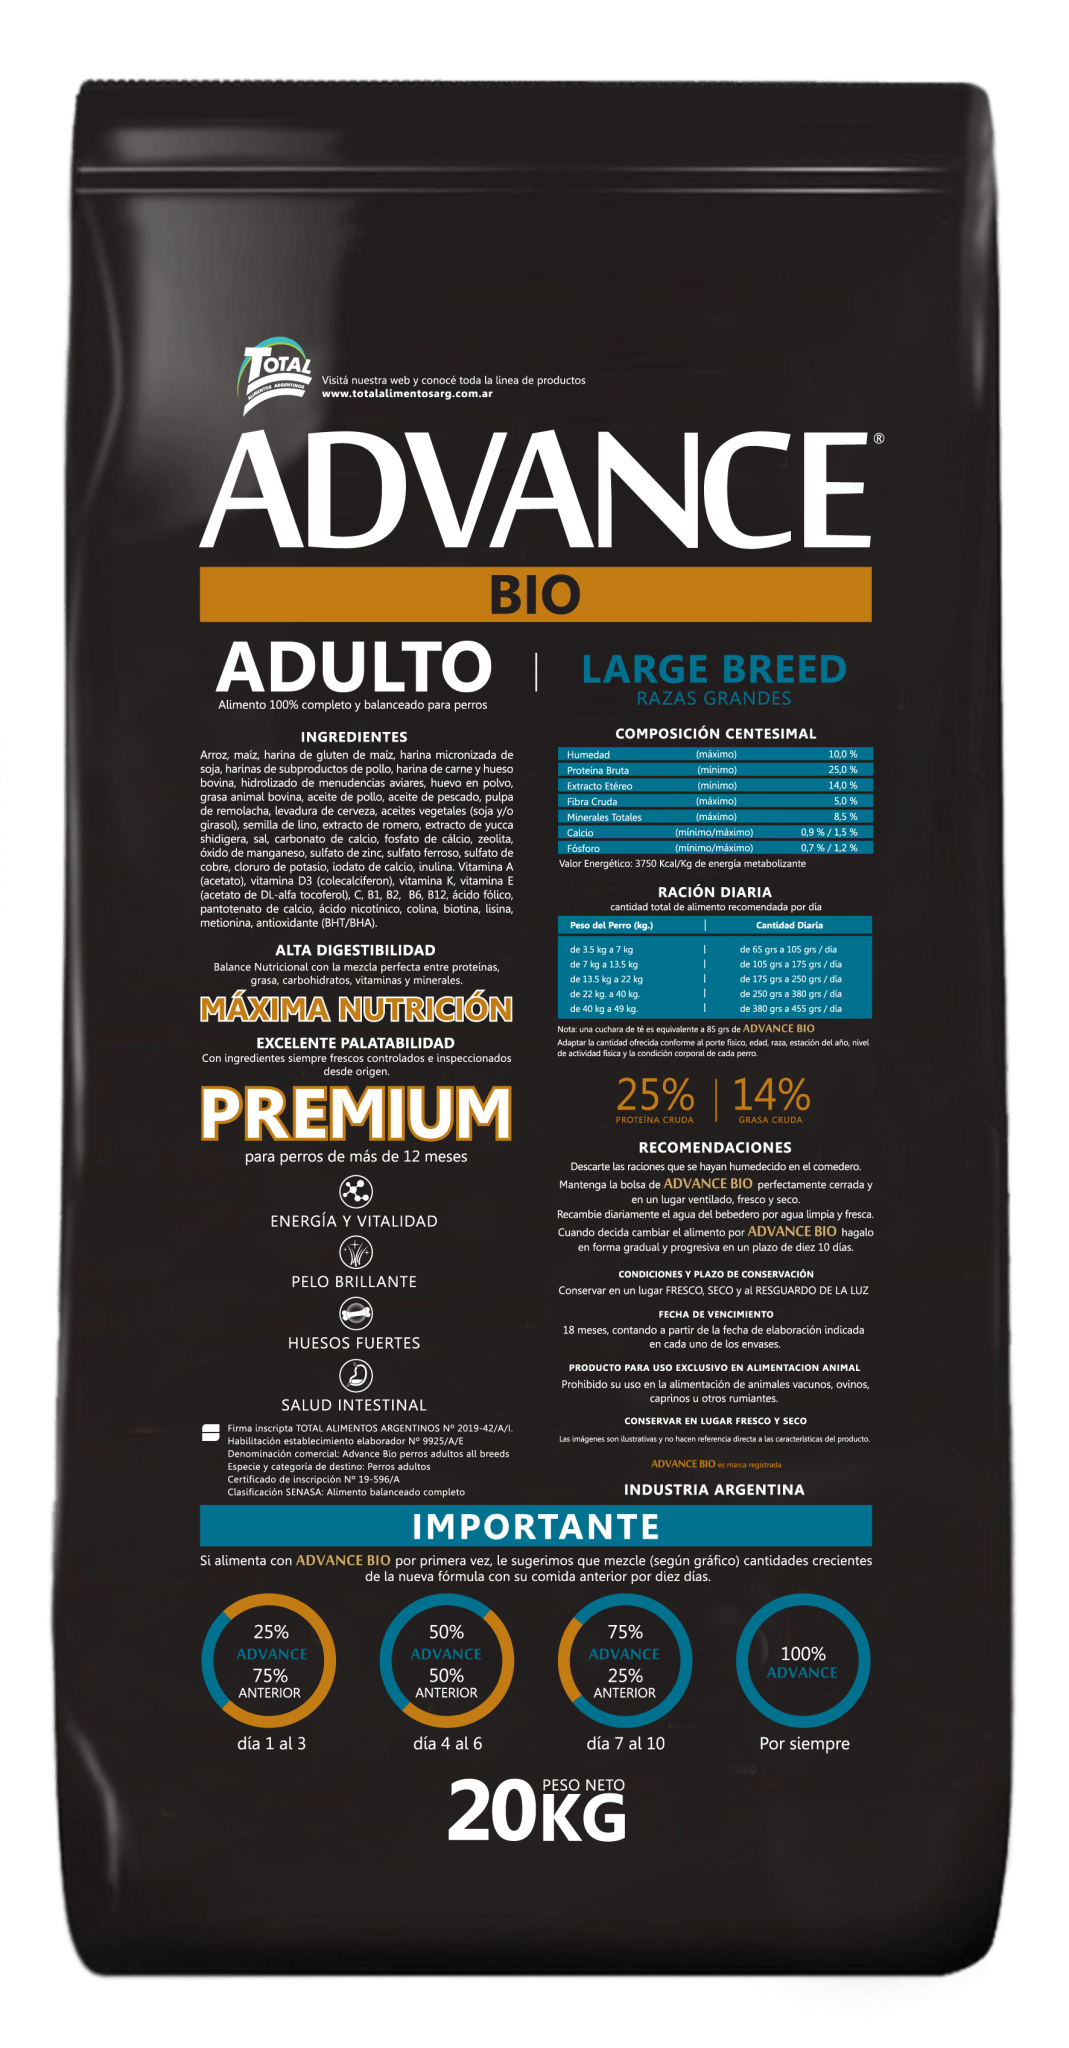 TOTAL
ALIMENTOS ARGENTINOS
Visitá nuestra web y conocé toda la linea de productos
www.totalalimentosarg.com.ar
ADVANCE®
BIO
ADULTO
Alimento 100% completo y balanceado para perros
LARGE BREED
RAZAS GRANDES
INGREDIENTES
Arroz, maíz, harina de gluten de maíz, harina micronizada de
soja, harinas de subproductos de pollo, harina de carne y hueso
bovina, hidrolizado de menudencias aviares, huevo en polvo,
grasa animal bovina, aceite de pollo, aceite de pescado, pulpa
de remolacha, levadura de cerveza, aceites vegetales (soja y/o
girasol), semilla de lino, extracto de romero, extracto de yucca
shidigera, sal, carbonato de calcio, fosfato de cálcio, zeolita,
óxido de manganeso, sulfato de zinc, sulfato ferroso, sulfato de
cobre, cloruro de potasio, iodato de calcio, inulina. Vitamina A
(acetato), vitamina D3 (colecalciferon), vitamina K, vitamina E
(acetato de DL-alfa tocoferol), C, B1, B2, B6, B12, ácido fólico,
pantotenato de calcio, ácido nicotínico, colina, biotina, lisina,
metionina, antioxidante (BHT/BHA).
ALTA DIGESTIBILIDAD
Balance Nutricional con la mezcla perfecta entre proteínas,
grasa, carbohidratos, vitaminas y minerales.
MÁXIMA NUTRICIÓN
EXCELENTE PALATABILIDAD
Con ingredientes siempre frescos controlados e inspeccionados
desde origen.
PREMIUM
para perros de más de 12 meses
ENERGÍA Y VITALIDAD
PELO BRILLANTE
HUESOS FUERTES
SALUD INTESTINAL
Firma inscripta TOTAL ALIMENTOS ARGENTINOS Nº 2019-42/A/I.
Habilitación establecimiento elaborador Nº 9925/A/E
Denominación comercial: Advance Bio perros adultos all breeds
Especie y categoría de destino: Perros adultos
Certificado de inscripción Nº 19-596/A
Clasificación SENASA: Alimento balanceado completo
COMPOSICIÓN CENTESIMAL
Humedad (máximo) 10,0 %
Proteína Bruta (mínimo) 25,0 %
Extracto Etéreo (mínimo) 14,0 %
Fibra Cruda (máximo) 5,0 %
Minerales Totales (máximo) 8,5 %
Calcio (mínimo/máximo) 0,9 % / 1,5 %
Fósforo (mínimo/máximo) 0,7 % / 1,2 %
Valor Energético: 3750 Kcal/Kg de energía metabolizante
RACIÓN DIARIA
cantidad total de alimento recomendada por día
Peso del Perro (kg.) | Cantidad Diaria
de 3.5 kg a 7 kg | de 65 grs a 105 grs / día
de 7 kg a 13.5 kg | de 105 grs a 175 grs / día
de 13.5 kg a 22 kg | de 175 grs a 250 grs / día
de 22 kg. a 40 kg. | de 250 grs a 380 grs / día
de 40 kg a 49 kg. | de 380 grs a 455 grs / día
Nota: una cuchara de té es equivalente a 85 grs de ADVANCE BIO
Adaptar la cantidad ofrecida conforme al porte físico, edad, raza, estación del año, nivel
de actividad física y la condición corporal de cada perro.
25% | 14%
PROTEÍNA CRUDA GRASA CRUDA
RECOMENDACIONES
Descarte las raciones que se hayan humedecido en el comedero.
Mantenga la bolsa de ADVANCE BIO perfectamente cerrada y
en un lugar ventilado, fresco y seco.
Recambie diariamente el agua del bebedero por agua limpia y fresca.
Cuando decida cambiar el alimento por ADVANCE BIO hagalo
en forma gradual y progresiva en un plazo de diez 10 días.
CONDICIONES Y PLAZO DE CONSERVACIÓN
Conservar en un lugar FRESCO, SECO y al RESGUARDO DE LA LUZ
FECHA DE VENCIMIENTO
18 meses, contando a partir de la fecha de elaboración indicada
en cada uno de los envases.
PRODUCTO PARA USO EXCLUSIVO EN ALIMENTACION ANIMAL
Prohibido su uso en la alimentación de animales vacunos, ovinos,
caprinos u otros rumiantes.
CONSERVAR EN LUGAR FRESCO Y SECO
Las imágenes son ilustrativas y no hacen referencia directa a las características del producto.
ADVANCE BIO es marca registrada
INDUSTRIA ARGENTINA
IMPORTANTE
Si alimenta con ADVANCE BIO por primera vez, le sugerimos que mezcle (según gráfico) cantidades crecientes
de la nueva fórmula con su comida anterior por diez días.
25%
ADVANCE
75%
ANTERIOR
día 1 al 3
50%
ADVANCE
50%
ANTERIOR
día 4 al 6
75%
ADVANCE
25%
ANTERIOR
día 7 al 10
100%
ADVANCE
Por siempre
PESO NETO
20KG